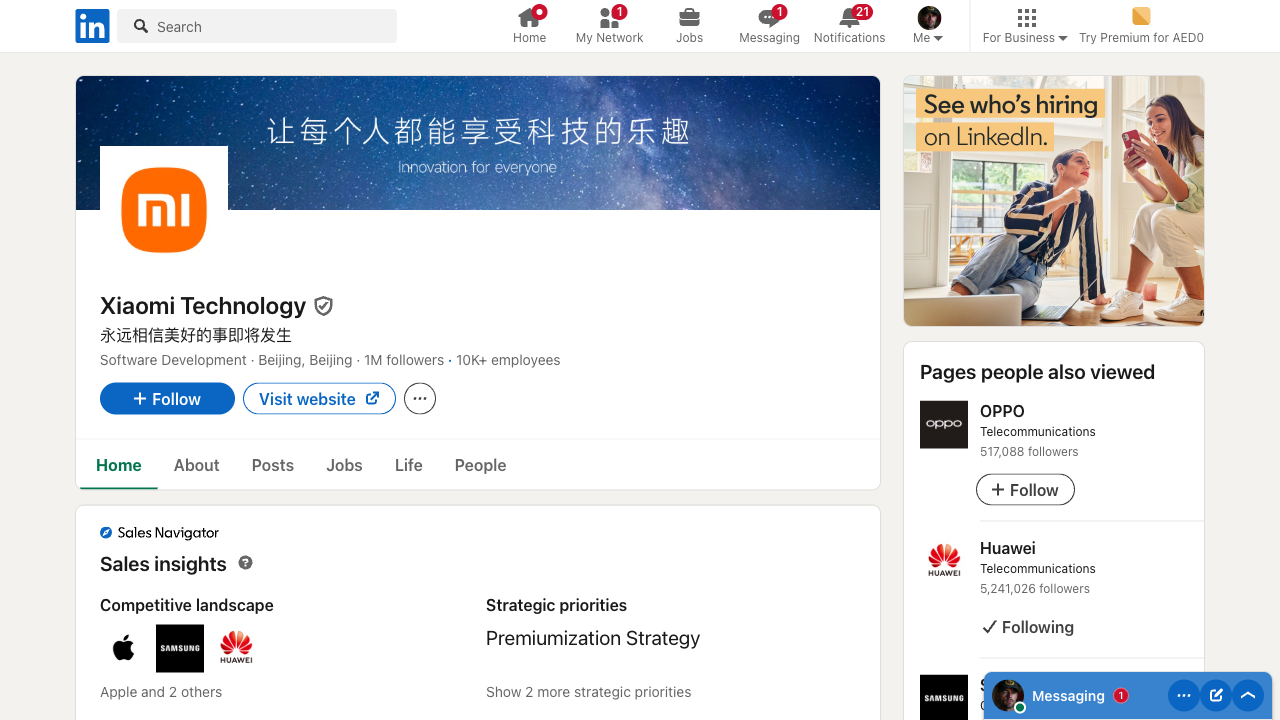 Search
Home
1
My Network
Jobs
1
Messaging
21
Notifications
Me
For Business
Try Premium for AED0
让每个人都能享受科技的乐趣
Innovation for everyone
Xiaomi Technology
永远相信美好的事即将发生
Software Development · Beijing, Beijing · 1M followers · 10K+ employees
Follow
Visit website
Home
About
Posts
Jobs
Life
People
Sales Navigator
Sales insights
Competitive landscape
SAMSUNG
HUAWEI
Apple and 2 others
Strategic priorities
Premiumization Strategy
Show 2 more strategic priorities
See who's hiring
on LinkedIn.
Pages people also viewed
oppo
OPPO
Telecommunications
517,088 followers
Follow
HUAWEI
Huawei
Telecommunications
5,241,026 followers
Following
SAMSUNG
Messaging
1